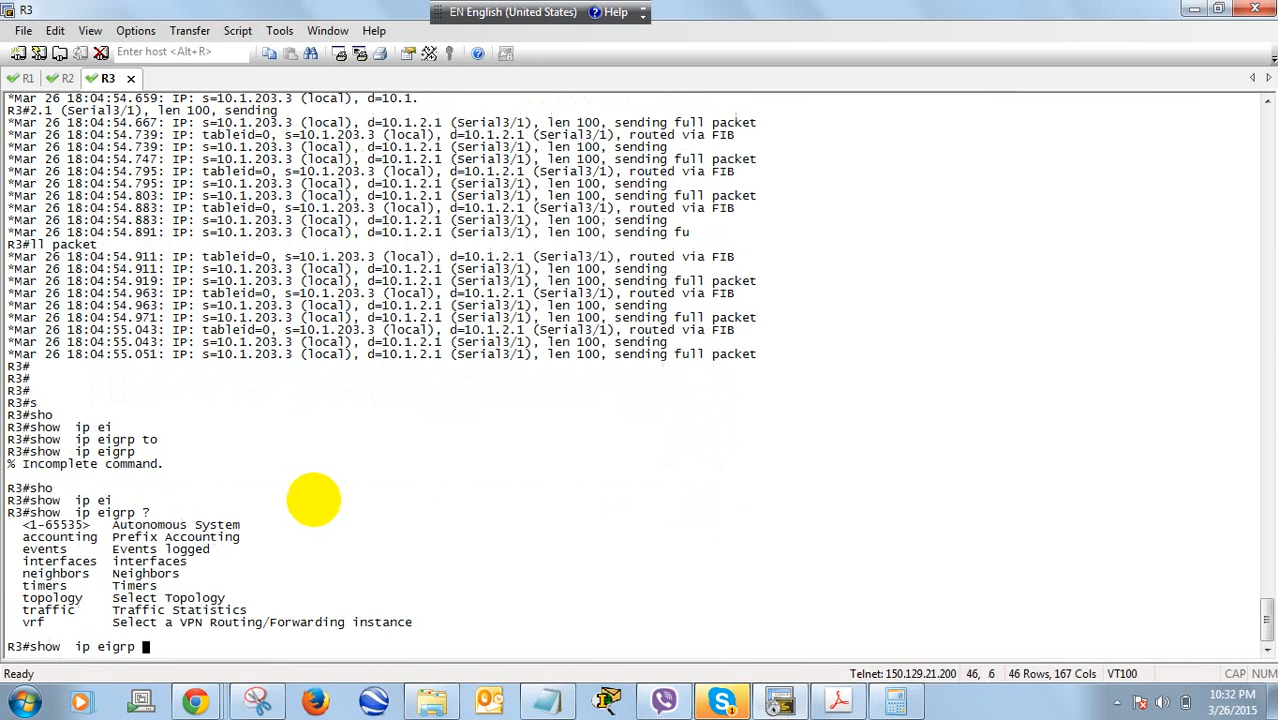 R3
EN English (United States) Help
File Edit View Options Transfer Script Tools Window Help
Enter host <Alt+R>
R1 R2 R3
*Mar 26 18:04:54.659: IP: s=10.1.203.3 (local), d=10.1.
R3#2.1 (Serial3/1), len 100, sending
*Mar 26 18:04:54.667: IP: s=10.1.203.3 (local), d=10.1.2.1 (Serial3/1), len 100, sending full packet
*Mar 26 18:04:54.739: IP: tableid=0, s=10.1.203.3 (local), d=10.1.2.1 (Serial3/1), routed via FIB
*Mar 26 18:04:54.739: IP: s=10.1.203.3 (local), d=10.1.2.1 (Serial3/1), len 100, sending
*Mar 26 18:04:54.747: IP: s=10.1.203.3 (local), d=10.1.2.1 (Serial3/1), len 100, sending full packet
*Mar 26 18:04:54.795: IP: tableid=0, s=10.1.203.3 (local), d=10.1.2.1 (Serial3/1), routed via FIB
*Mar 26 18:04:54.795: IP: s=10.1.203.3 (local), d=10.1.2.1 (Serial3/1), len 100, sending
*Mar 26 18:04:54.803: IP: s=10.1.203.3 (local), d=10.1.2.1 (Serial3/1), len 100, sending full packet
*Mar 26 18:04:54.883: IP: tableid=0, s=10.1.203.3 (local), d=10.1.2.1 (Serial3/1), routed via FIB
*Mar 26 18:04:54.883: IP: s=10.1.203.3 (local), d=10.1.2.1 (Serial3/1), len 100, sending
*Mar 26 18:04:54.891: IP: s=10.1.203.3 (local), d=10.1.2.1 (Serial3/1), len 100, sending fu
R3#ll packet
*Mar 26 18:04:54.911: IP: tableid=0, s=10.1.203.3 (local), d=10.1.2.1 (Serial3/1), routed via FIB
*Mar 26 18:04:54.911: IP: s=10.1.203.3 (local), d=10.1.2.1 (Serial3/1), len 100, sending
*Mar 26 18:04:54.919: IP: s=10.1.203.3 (local), d=10.1.2.1 (Serial3/1), len 100, sending full packet
*Mar 26 18:04:54.963: IP: tableid=0, s=10.1.203.3 (local), d=10.1.2.1 (Serial3/1), routed via FIB
*Mar 26 18:04:54.963: IP: s=10.1.203.3 (local), d=10.1.2.1 (Serial3/1), len 100, sending
*Mar 26 18:04:54.971: IP: s=10.1.203.3 (local), d=10.1.2.1 (Serial3/1), len 100, sending full packet
*Mar 26 18:04:55.043: IP: tableid=0, s=10.1.203.3 (local), d=10.1.2.1 (Serial3/1), routed via FIB
*Mar 26 18:04:55.043: IP: s=10.1.203.3 (local), d=10.1.2.1 (Serial3/1), len 100, sending
*Mar 26 18:04:55.051: IP: s=10.1.203.3 (local), d=10.1.2.1 (Serial3/1), len 100, sending full packet
R3#
R3#
R3#
R3#s
R3#sho
R3#show  ip ei
R3#show  ip eigrp to
R3#show  ip eigrp
% Incomplete command.
R3#sho
R3#show  ip ei
R3#show  ip eigrp ?
<1-65535> Autonomous System
accounting Prefix Accounting
events Events logged
interfaces interfaces
neighbors Neighbors
timers Timers
topology Select Topology
traffic Traffic Statistics
vrf Select a VPN Routing/Forwarding instance
R3#show  ip eigrp
Ready Telnet: 150.129.21.200 46, 6 46 Rows, 167 Cols VT100 CAP NUM
10:32 PM
3/26/2015